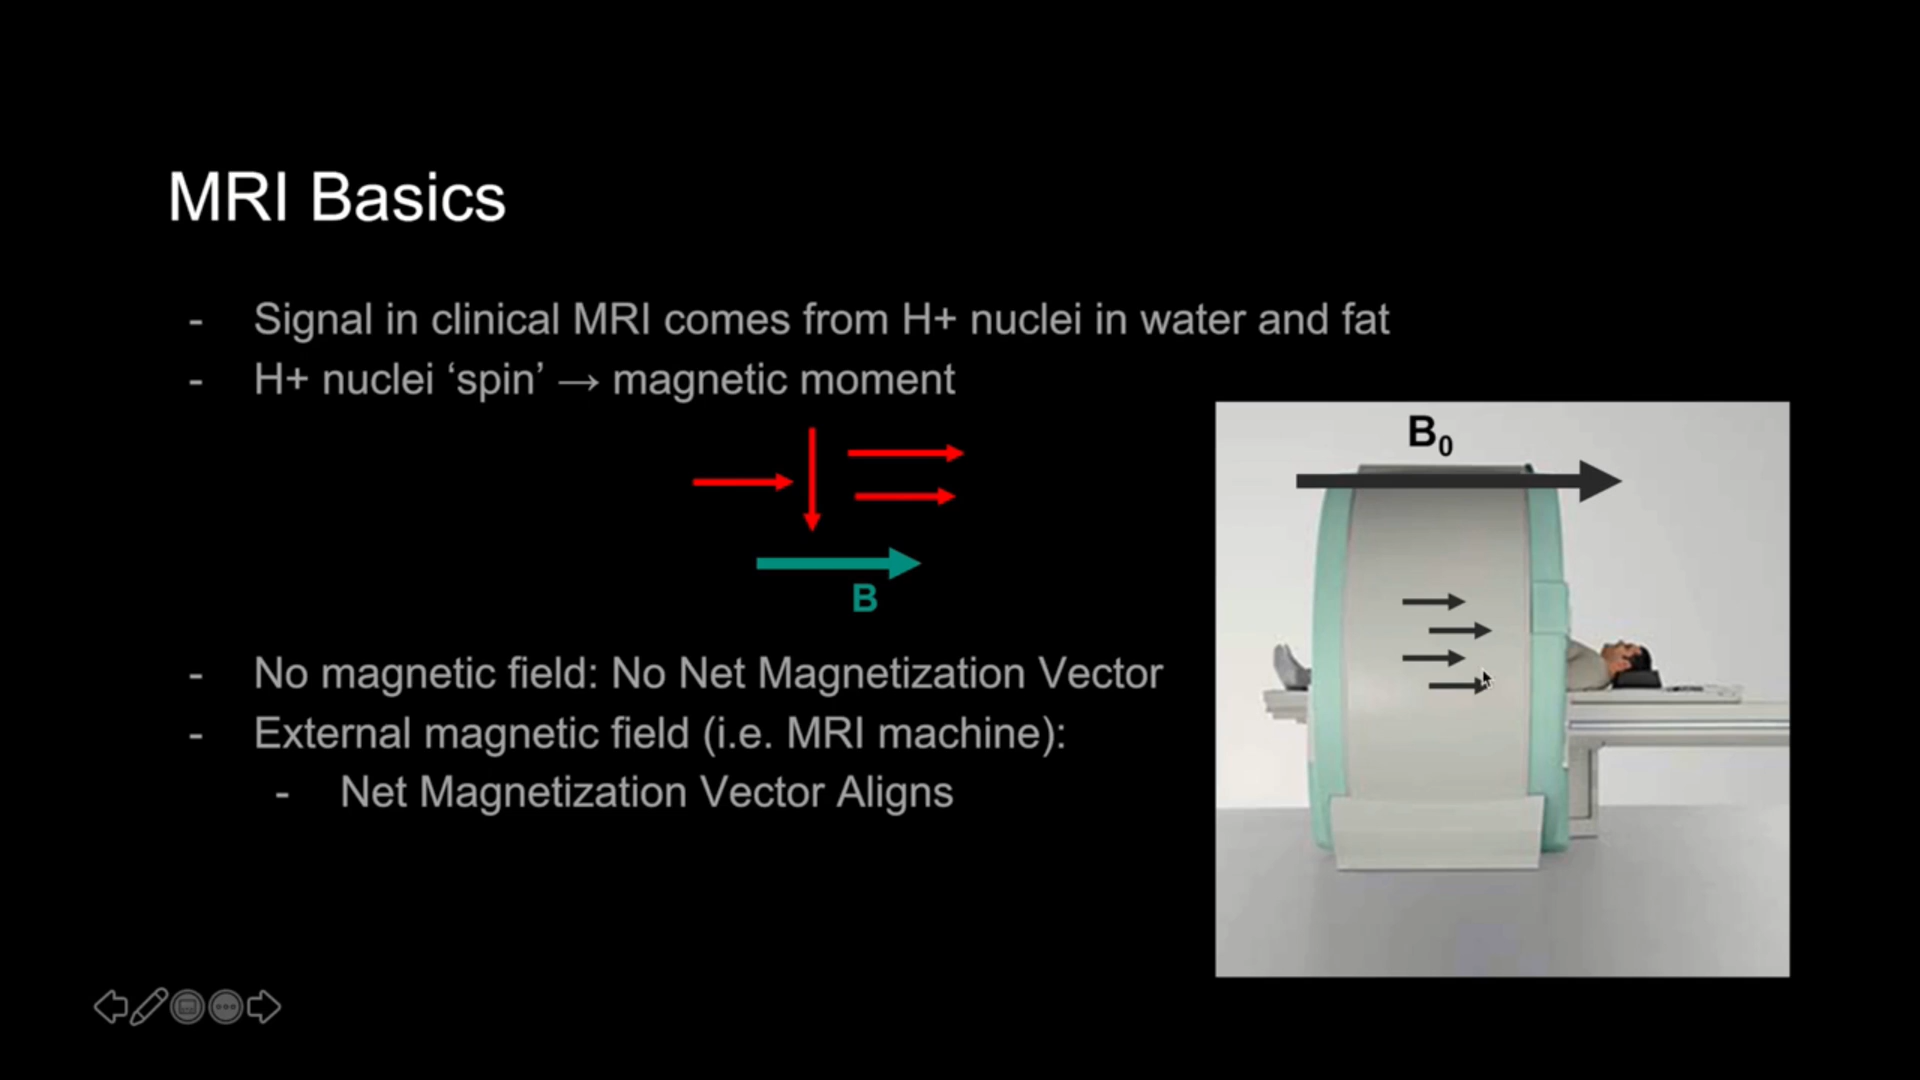 MRI Basics
- Signal in clinical MRI comes from H+ nuclei in water and fat
- H+ nuclei ‘spin’ → magnetic moment
B
B₀
- No magnetic field: No Net Magnetization Vector
- External magnetic field (i.e. MRI machine):
- Net Magnetization Vector Aligns